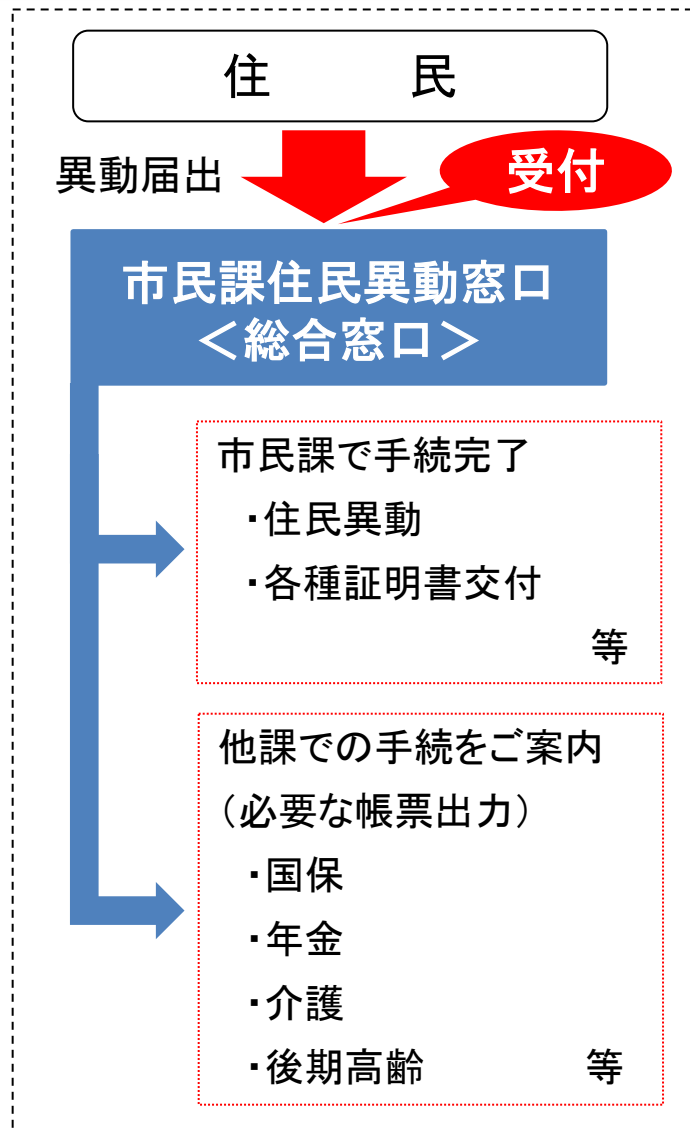 住　　民
異動届出
受付
市民課住民異動窓口
＜総合窓口＞
市民課で手続完了
・住民異動
・各種証明書交付
等
他課での手続をご案内
（必要な帳票出力）
・国保
・年金
・介護
・後期高齢　　　等